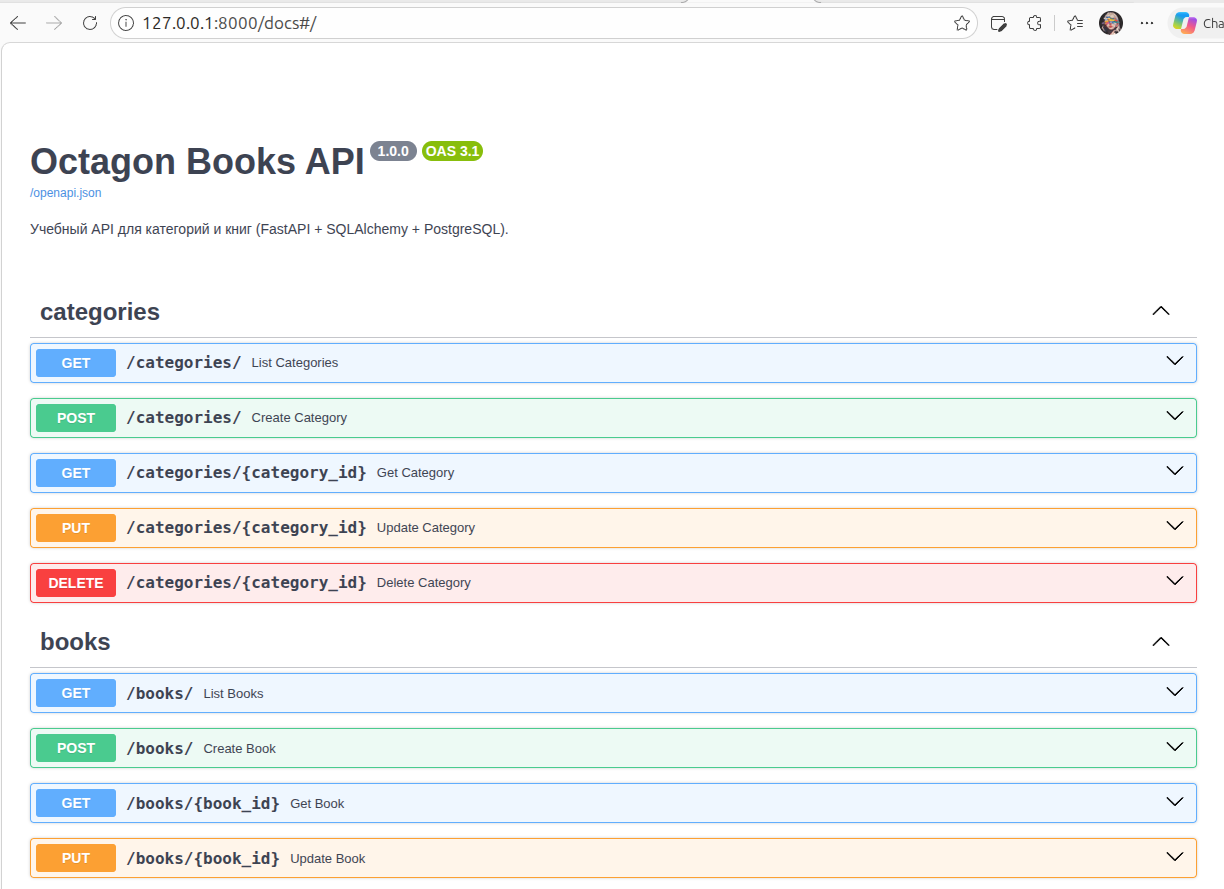 127.0.0.1:8000/docs#/
Cha
Octagon Books API 1.0.0 OAS 3.1
/openapi.json
Учебный API для категорий и книг (FastAPI + SQLAlchemy + PostgreSQL).
categories
GET /categories/ List Categories
POST /categories/ Create Category
GET /categories/{category_id} Get Category
PUT /categories/{category_id} Update Category
DELETE /categories/{category_id} Delete Category
books
GET /books/ List Books
POST /books/ Create Book
GET /books/{book_id} Get Book
PUT /books/{book_id} Update Book